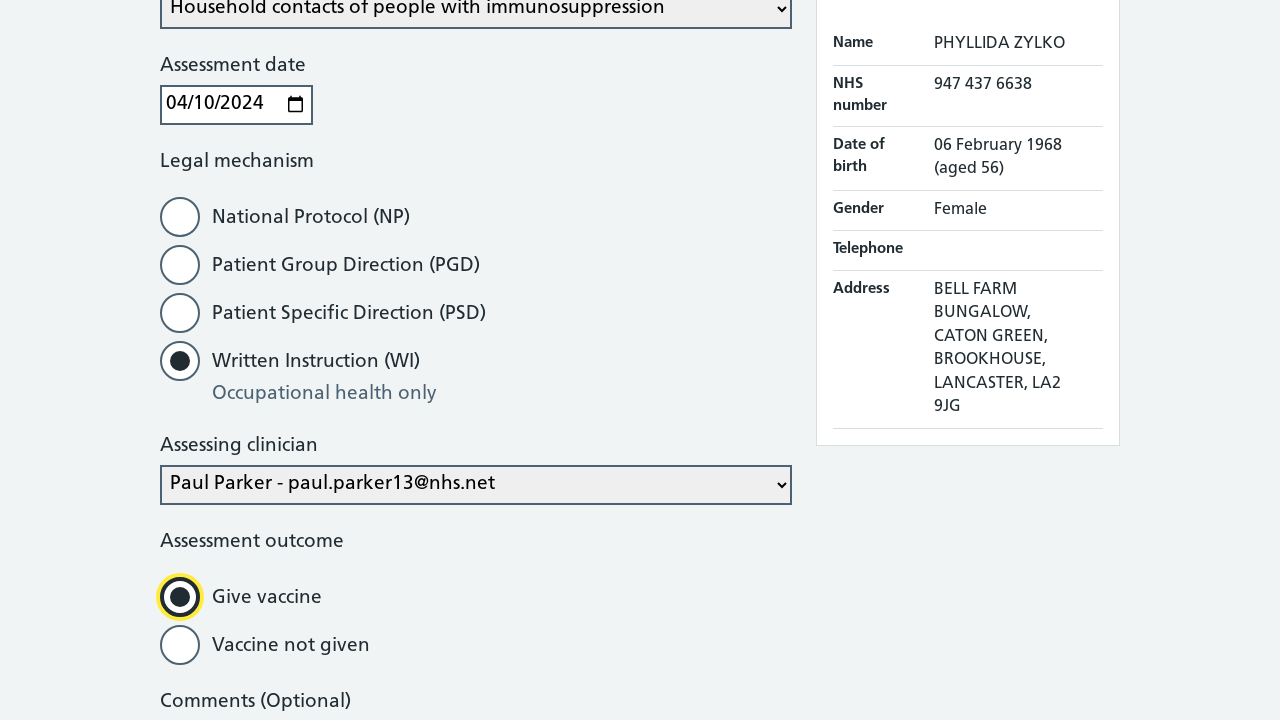 Household contacts of people with immunosuppression
Assessment date
04/10/2024
Legal mechanism
National Protocol (NP)
Patient Group Direction (PGD)
Patient Specific Direction (PSD)
Written Instruction (WI)
Occupational health only
Assessing clinician
Paul Parker - paul.parker13@nhs.net
Assessment outcome
Give vaccine
Vaccine not given
Comments (Optional)
Name PHYLLIDA ZYLKO
NHS number 947 437 6638
Date of birth 06 February 1968 (aged 56)
Gender Female
Telephone
Address BELL FARM
BUNGALOW,
CATON GREEN,
BROOKHOUSE,
LANCASTER, LA2
9JG